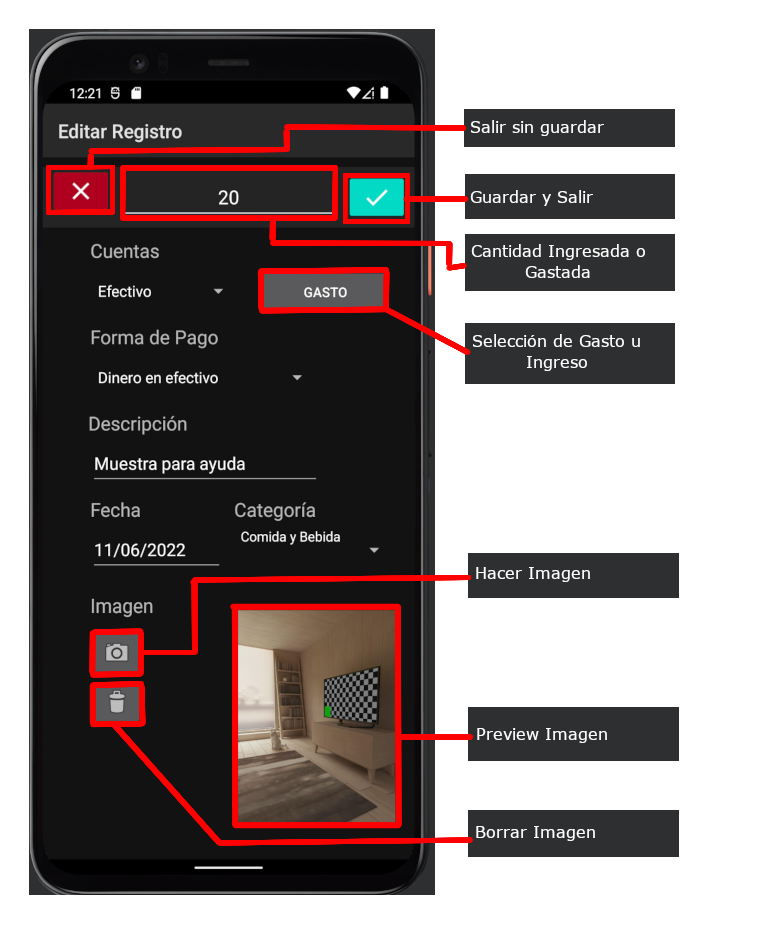 12:21
Editar Registro
Salir sin guardar
20
Guardar y Salir
Cantidad Ingresada o
Gastada
Cuentas
Efectivo
GASTO
Selección de Gasto u
Ingreso
Forma de Pago
Dinero en efectivo
Descripción
Muestra para ayuda
Fecha
Categoría
11/06/2022
Comida y Bebida
Hacer Imagen
Imagen
Preview Imagen
Borrar Imagen